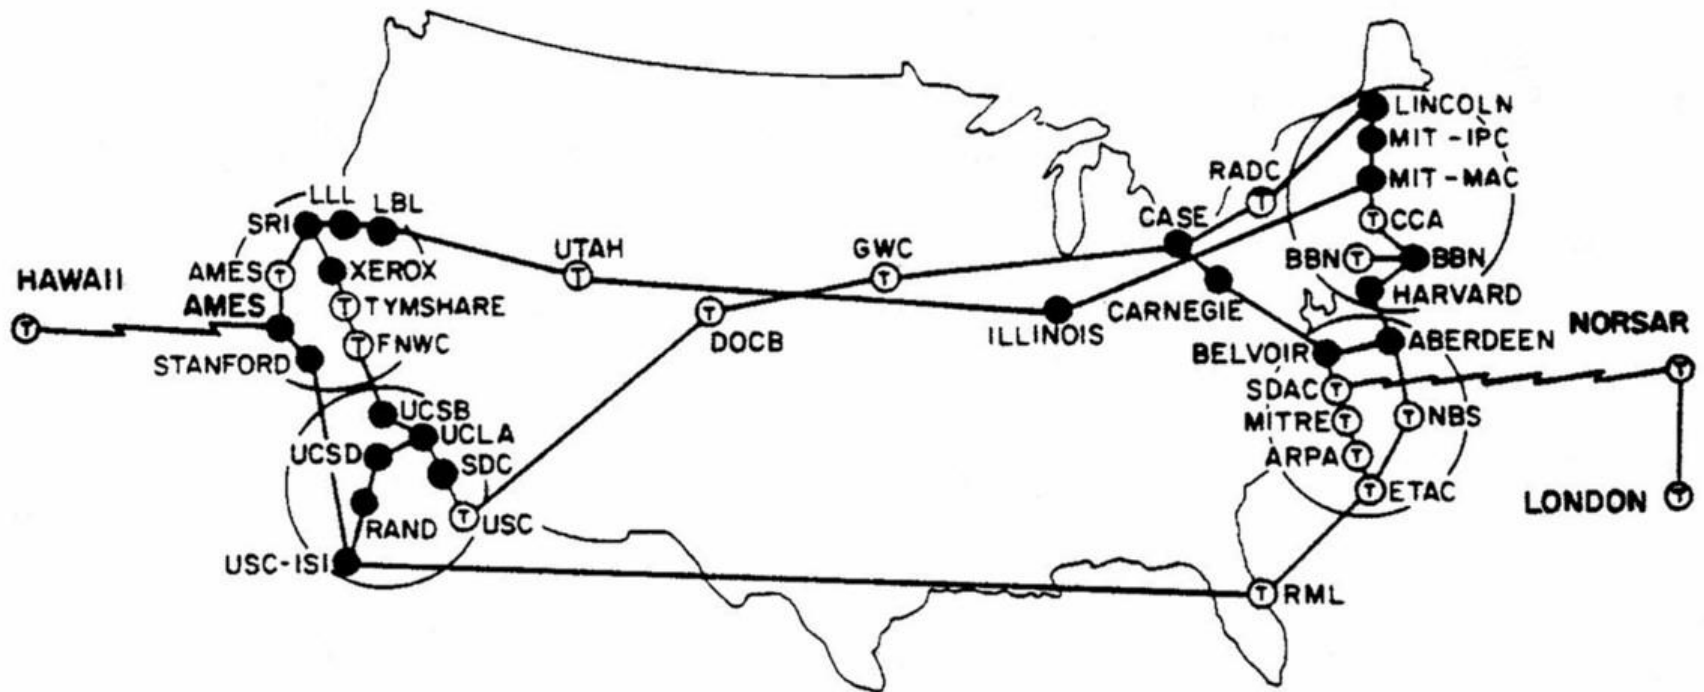 LINCOLN
MIT-IPC
RADC
MIT-MAC
LLL
LBL
SRI
CASE
CCA
UTAH
GWC
BBN T
BBN
AMES T
XEROX
HAWAII
TYMSHARE
HARVARD
AMES
CARNEGIE
NORSAR
T
T
T
T
T
T
T
DOCB
ILLINOIS
ABERDEEN
FNWC
BELVOIR
STANFORD
T
T
SDAC T
T
UCSB
MITRE T
T NBS
UCLA
UCSD
ARPA T
SDC
T ETAC
LONDON T
RAND
T USC
USC-ISI
T RML